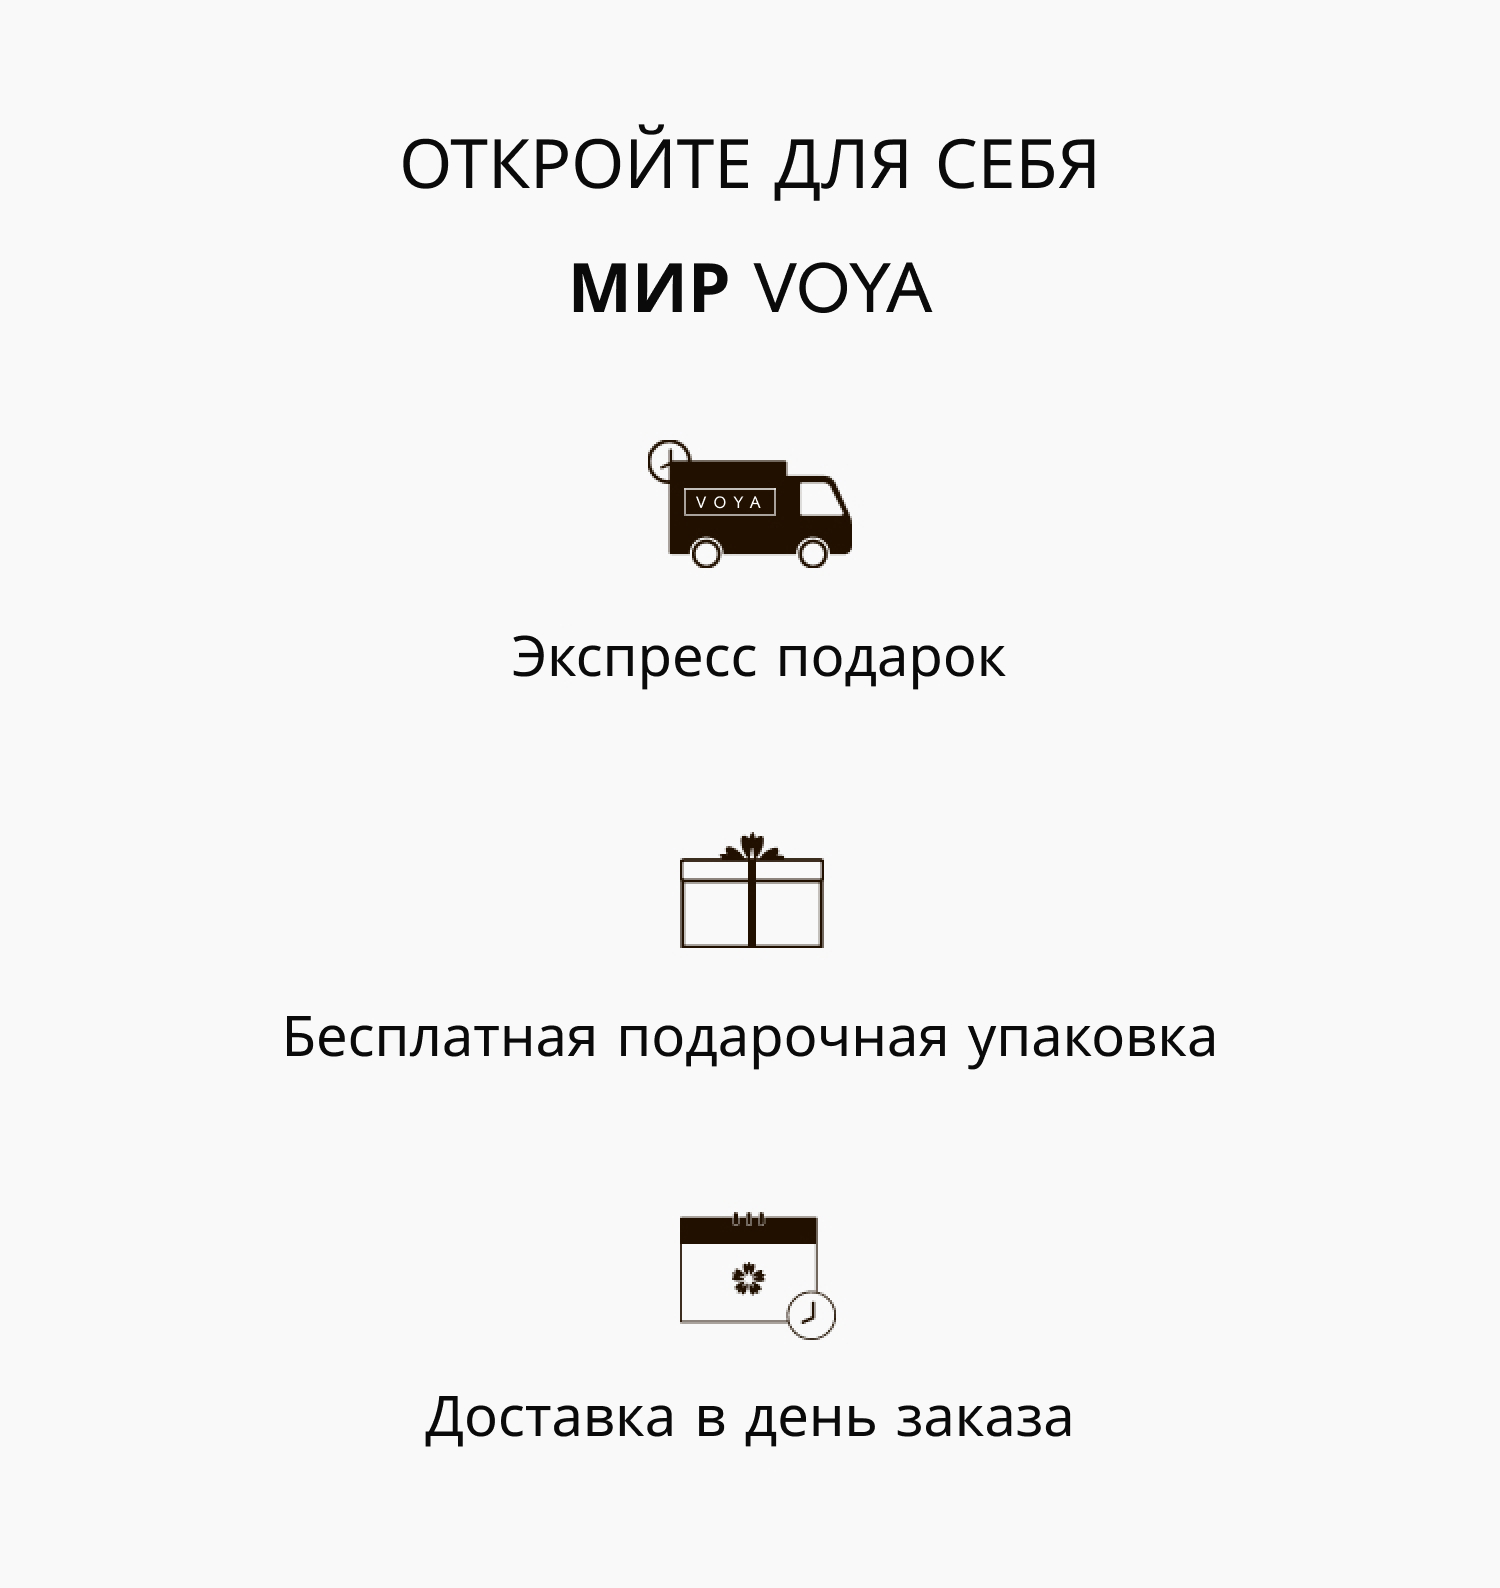 ОТКРОЙТЕ ДЛЯ СЕБЯ
МИР VOYA
VOYA
Экспресс подарок
Бесплатная подарочная упаковка
Доставка в день заказа